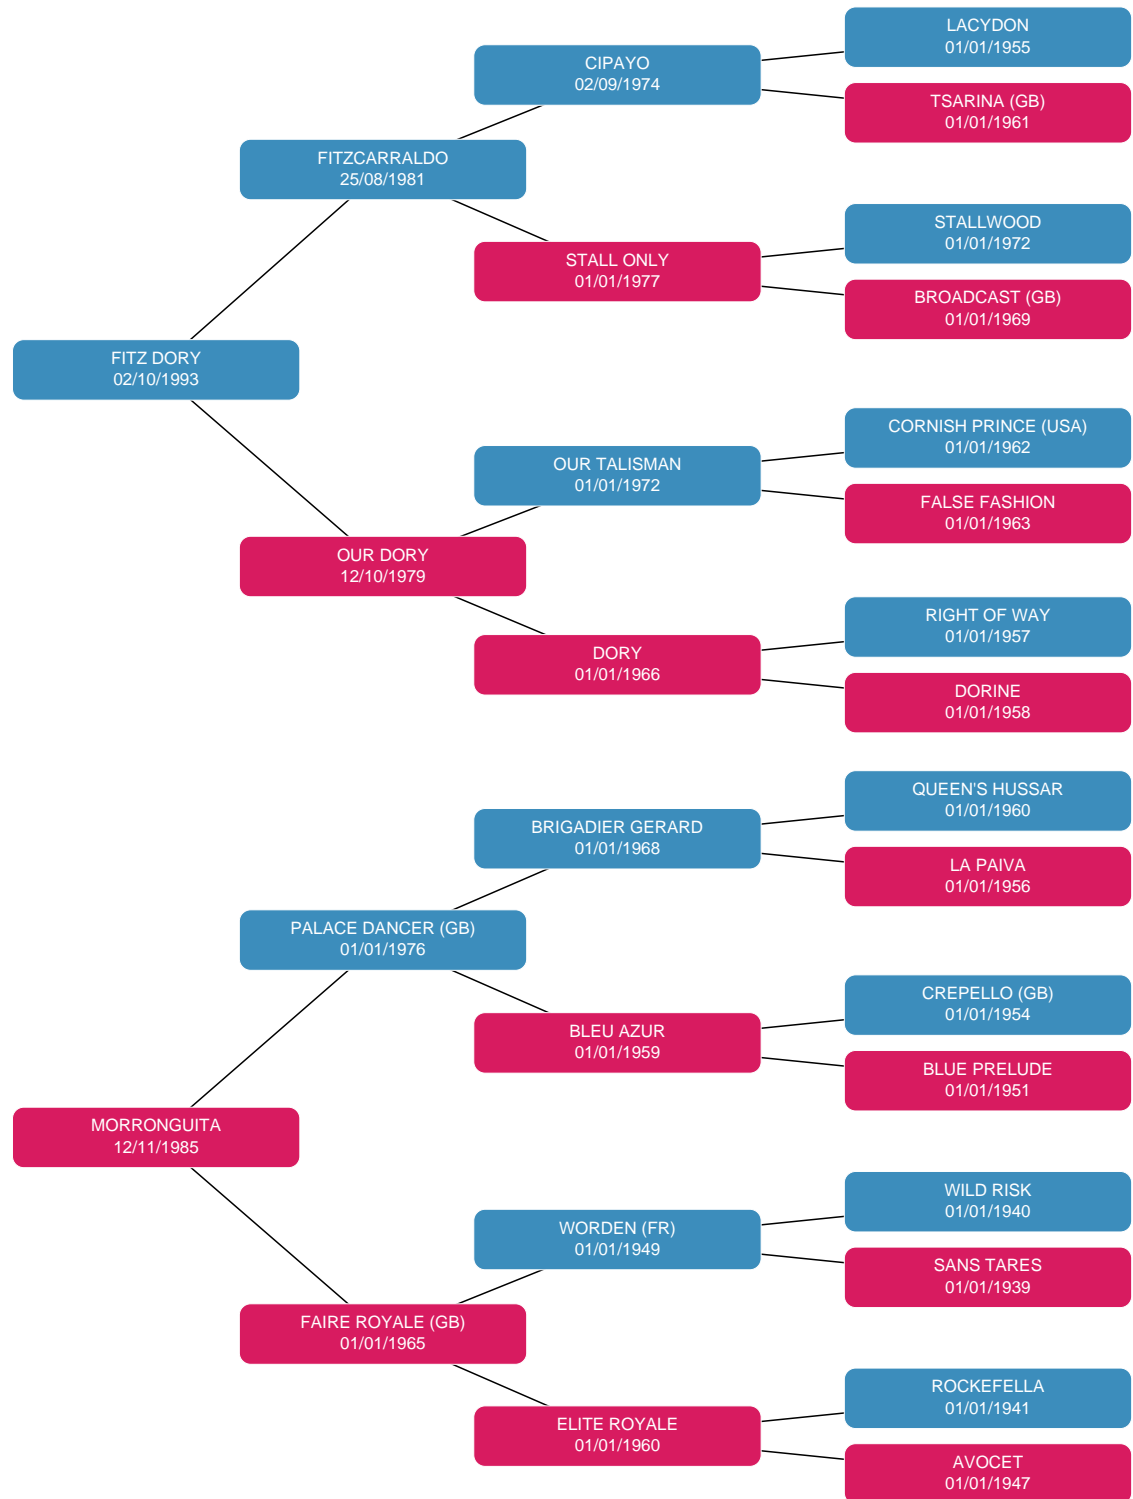 LACYDON
01/01/1955
CIPAYO
02/09/1974
TSARINA (GB)
01/01/1961
FITZCARRALDO
25/08/1981
STALLWOOD
01/01/1972
STALL ONLY
01/01/1977
BROADCAST (GB)
01/01/1969
FITZ DORY
02/10/1993
CORNISH PRINCE (USA)
01/01/1962
OUR TALISMAN
01/01/1972
FALSE FASHION
01/01/1963
OUR DORY
12/10/1979
RIGHT OF WAY
01/01/1957
DORY
01/01/1966
DORINE
01/01/1958
QUEEN'S HUSSAR
01/01/1960
BRIGADIER GERARD
01/01/1968
LA PAIVA
01/01/1956
PALACE DANCER (GB)
01/01/1976
CREPELLO (GB)
01/01/1954
BLEU AZUR
01/01/1959
BLUE PRELUDE
01/01/1951
MORRONGUITA
12/11/1985
WILD RISK
01/01/1940
WORDEN (FR)
01/01/1949
SANS TARES
01/01/1939
FAIRE ROYALE (GB)
01/01/1965
ROCKEFELLA
01/01/1941
ELITE ROYALE
01/01/1960
AVOCET
01/01/1947